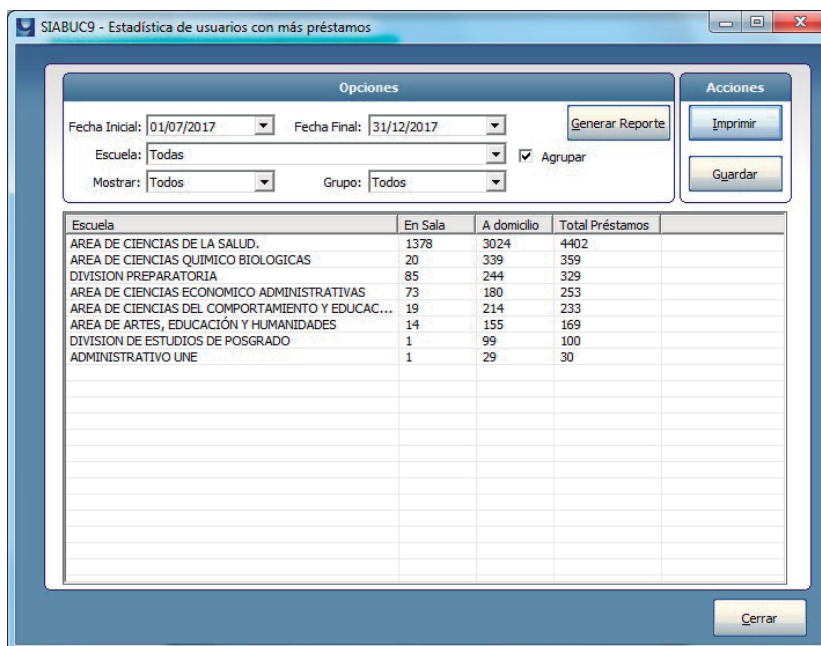 SIABUC9 - Estadística de usuarios con más préstamos
Opciones
Acciones
Fecha Inicial: 01/07/2017 Fecha Final: 31/12/2017 Generar Reporte Imprimir
Escuela: Todas Agrupar
Mostrar: Todos Grupo: Todos Guardar
Escuela En Sala A domicilio Total Préstamos
AREA DE CIENCIAS DE LA SALUD. 1378 3024 4402
AREA DE CIENCIAS QUIMICO BIOLOGICAS 20 339 359
DIVISION PREPARATORIA 85 244 329
AREA DE CIENCIAS ECONOMICO ADMINISTRATIVAS 73 180 253
AREA DE CIENCIAS DEL COMPORTAMIENTO Y EDUCAC... 19 214 233
AREA DE ARTES, EDUCACIÓN Y HUMANIDADES 14 155 169
DIVISION DE ESTUDIOS DE POSGRADO 1 99 100
ADMINISTRATIVO UNE 1 29 30
Cerrar